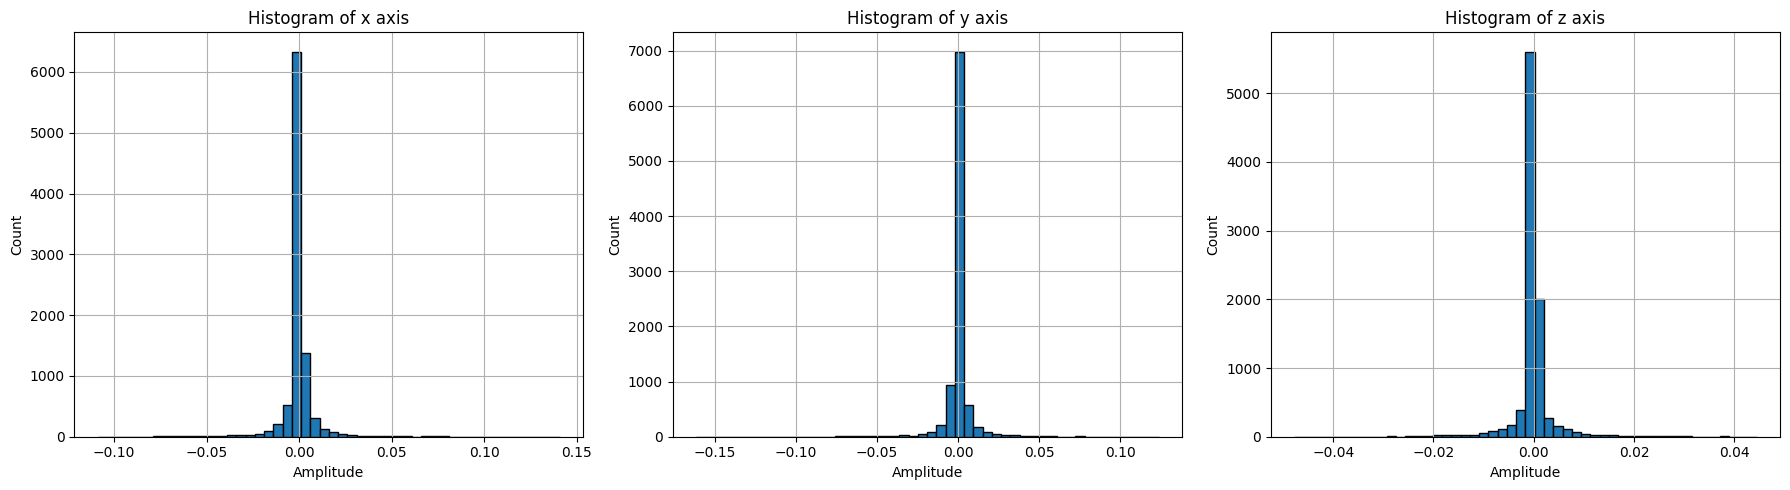 Histogram of x axis
6000
5000
4000
3000
2000
1000
0
Count
−0.10 −0.05 0.00 0.05 0.10 0.15
Amplitude
Histogram of y axis
7000
6000
5000
4000
3000
2000
1000
0
Count
−0.15 −0.10 −0.05 0.00 0.05 0.10
Amplitude
Histogram of z axis
5000
4000
3000
2000
1000
0
Count
−0.04 −0.02 0.00 0.02 0.04
Amplitude